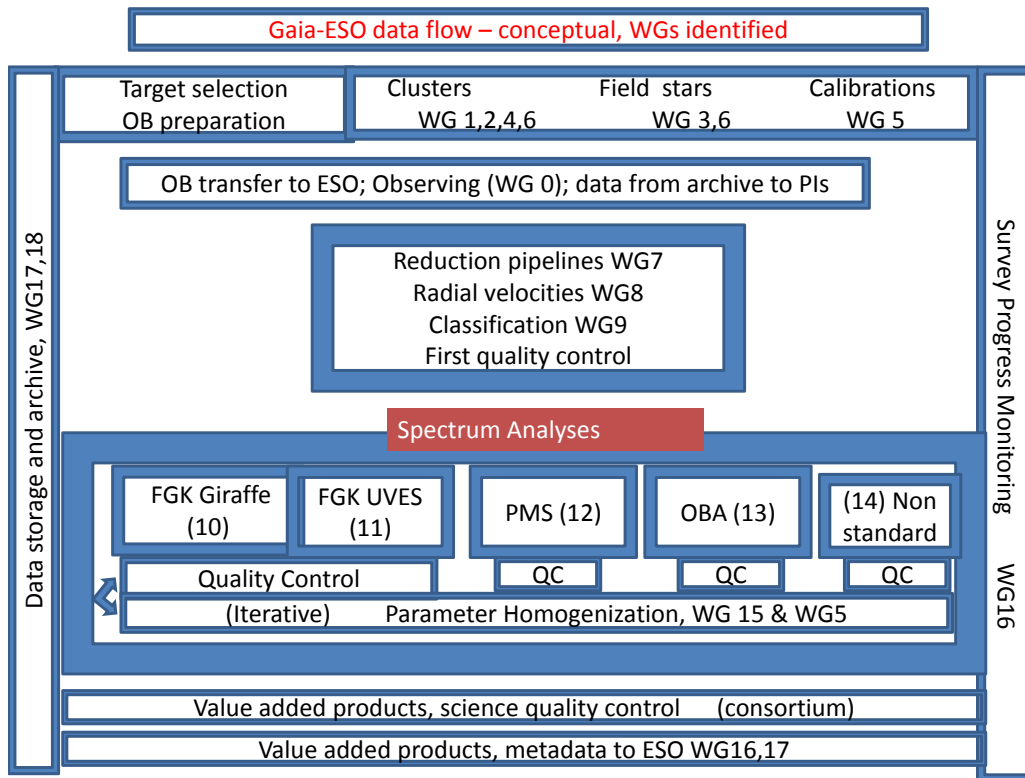 Gaia-ESO data flow – conceptual, WGs identified
Target selection
OB preparation
Clusters Field stars Calibrations
WG 1,2,4,6 WG 3,6 WG 5
OB transfer to ESO; Observing (WG 0); data from archive to PIs
Reduction pipelines WG7
Radial velocities WG8
Classification WG9
First quality control
Data storage and archive, WG17,18
Survey Progress Monitoring WG16
Spectrum Analyses
FGK Giraffe
(10)
FGK UVES
(11)
PMS (12)
OBA (13)
(14) Non
standard
Quality Control
QC
QC
QC
(Iterative) Parameter Homogenization, WG 15 & WG5
Value added products, science quality control (consortium)
Value added products, metadata to ESO WG16,17